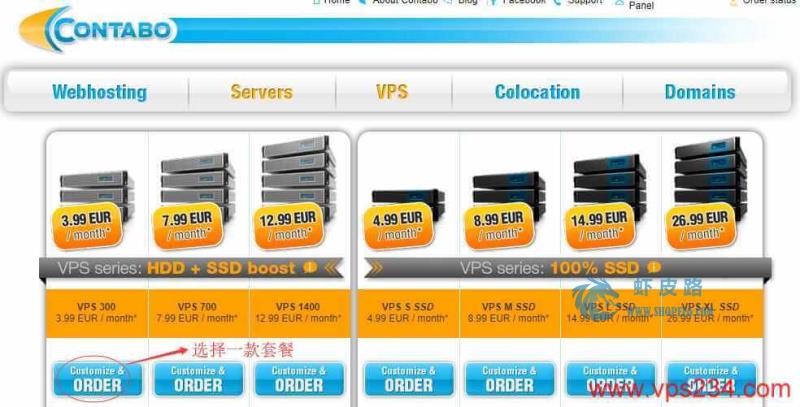 Home About Contabo Blog Facebook Support Panel Order status
CONTABO
Webhosting Servers VPS Colocation Domains
3.99 EUR / month*
7.99 EUR / month*
12.99 EUR / month*
4.99 EUR / month*
8.99 EUR / month*
14.99 EUR / month*
26.99 EUR / month*
VPS series: HDD + SSD boost
VPS series: 100% SSD
虾皮路
VPS 300 VPS 700 VPS 1400 VPS S SSD VPS M SSD VPS L SSD VPS XL SSD
3.99 EUR / month* 7.99 EUR / month* 12.99 EUR / month* 4.99 EUR / month* 8.99 EUR / month* 14.99 EUR / month* 26.99 EUR / month*
选择一款套餐
Customize & Customize & Customize & Customize & Customize & Customize & Customize &
ORDER ORDER ORDER ORDER ORDER ORDER ORDER
www.vps234.com